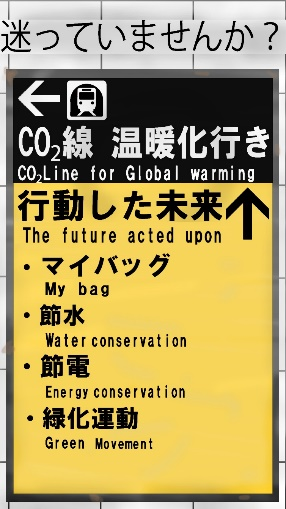 迷っていませんか？
CO₂線 温暖化行き
CO₂Line for Global warming
行動した未来
The future acted upon
・マイバッグ
My bag
・節水
Water conservation
・節電
Energy conservation
・緑化運動
Green Movement